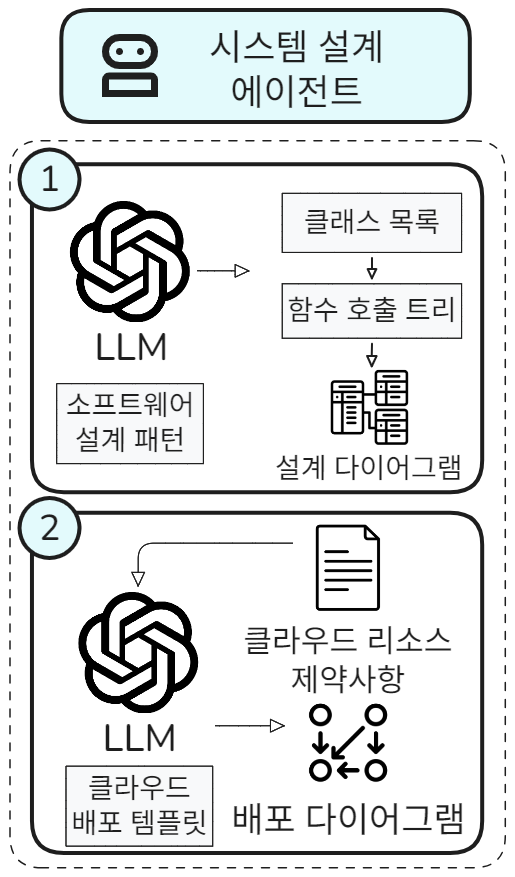 시스템 설계
에이전트
1
클래스 목록
함수 호출 트리
LLM
소프트웨어
설계 패턴
설계 다이어그램
2
클라우드 리소스
제약사항
LLM
클라우드
배포 템플릿
배포 다이어그램